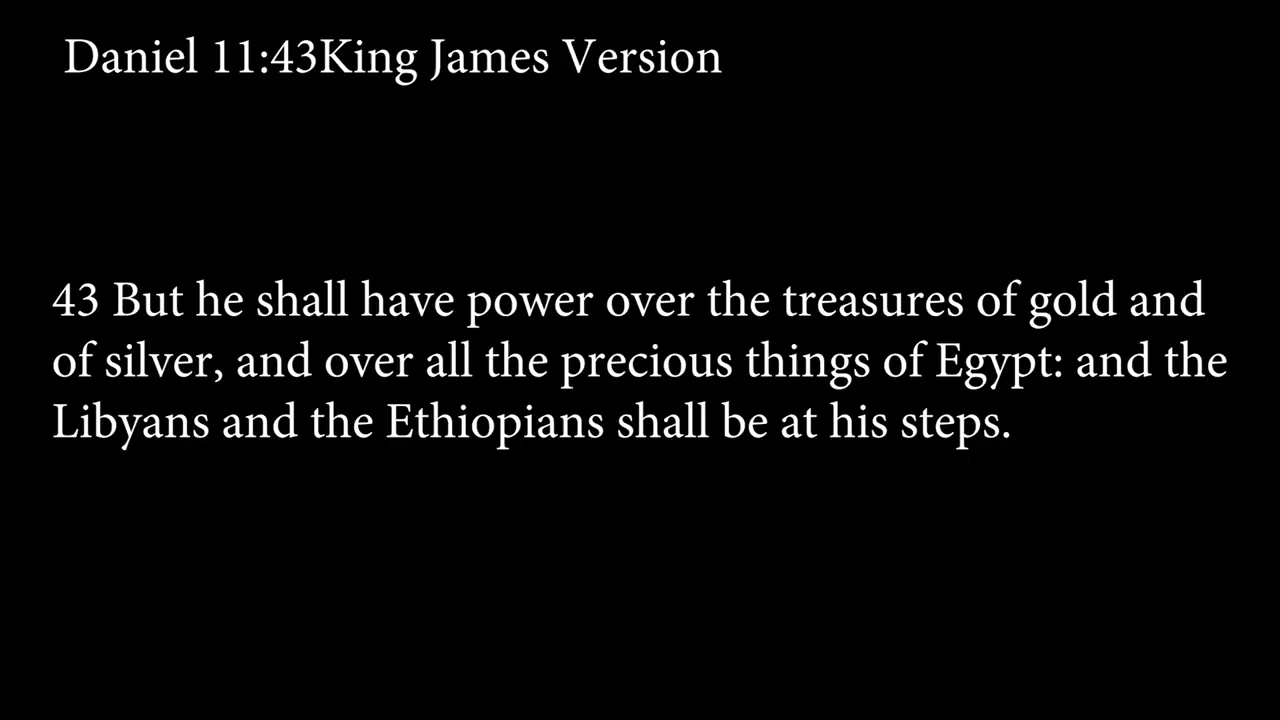 Daniel 11:43King James Version
43 But he shall have power over the treasures of gold and
of silver, and over all the precious things of Egypt: and the
Libyans and the Ethiopians shall be at his steps.